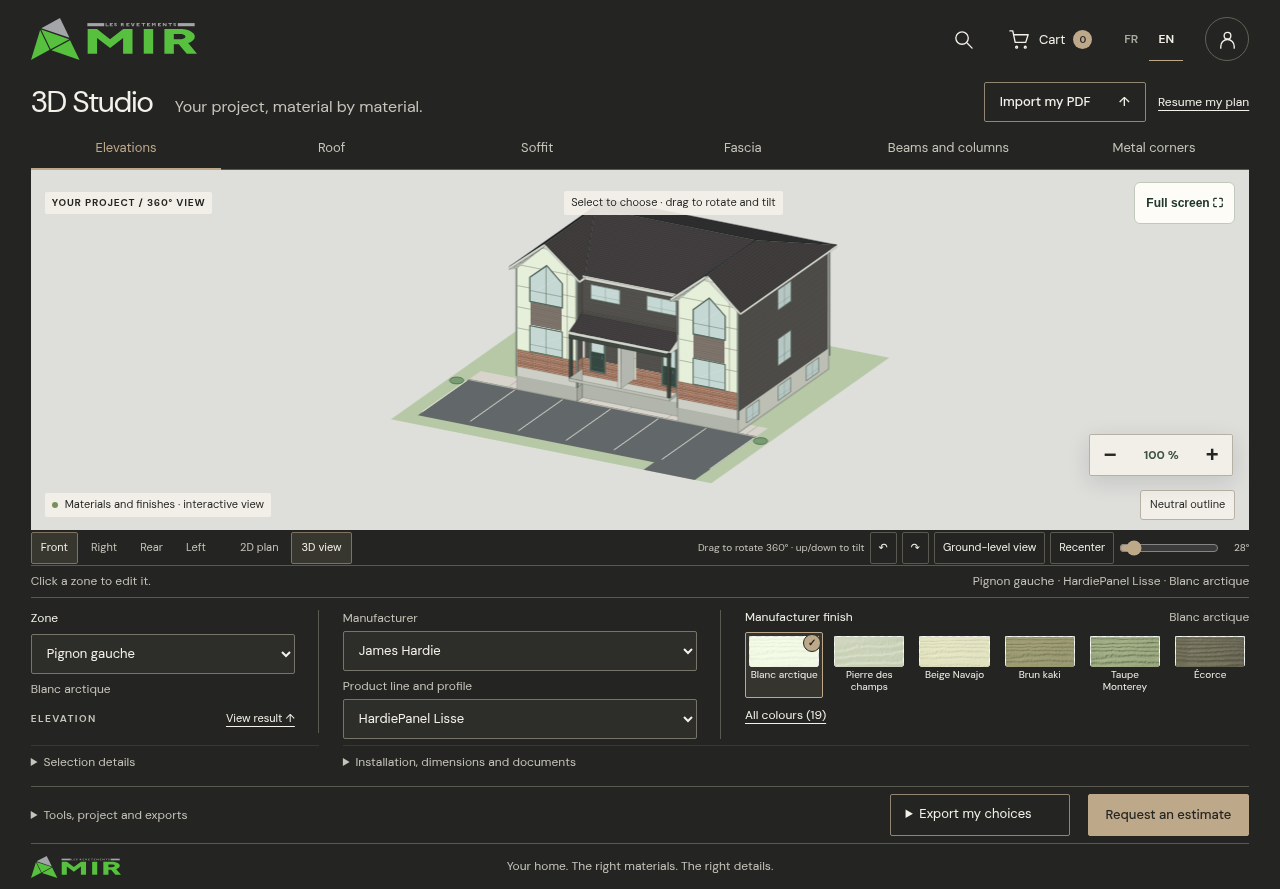 LES REVETEMENTS
MIR
Cart 0
FR EN
3D Studio Your project, material by material.
Import my PDF ↑ Resume my plan
Elevations Roof Soffit Fascia Beams and columns Metal corners
YOUR PROJECT / 360° VIEW
Select to choose · drag to rotate and tilt
Full screen
− 100 % +
Materials and finishes · interactive view
Neutral outline
Front Right Rear Left 2D plan 3D view
Drag to rotate 360° · up/down to tilt ↶ ↷ Ground-level view Recenter 28°
Click a zone to edit it. Pignon gauche · HardiePanel Lisse · Blanc arctique
Zone
Pignon gauche
Blanc arctique
ELEVATION View result ↑
Manufacturer
James Hardie
Product line and profile
HardiePanel Lisse
Manufacturer finish Blanc arctique
Blanc arctique
Pierre des
champs
Beige Navajo
Brun kaki
Taupe
Monterey
Écorce
All colours (19)
▶ Selection details
▶ Installation, dimensions and documents
▶ Tools, project and exports
▶ Export my choices
Request an estimate
LES REVETEMENTS
MIR
Your home. The right materials. The right details.